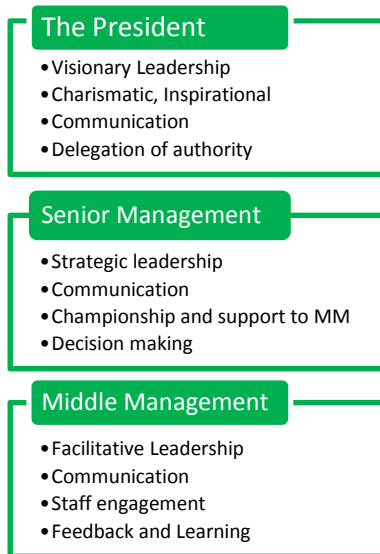 The President
•Visionary Leadership
•Charismatic, Inspirational
•Communication
•Delegation of authority
Senior Management
•Strategic leadership
•Communication
•Championship and support to MM
•Decision making
Middle Management
•Facilitative Leadership
•Communication
•Staff engagement
•Feedback and Learning